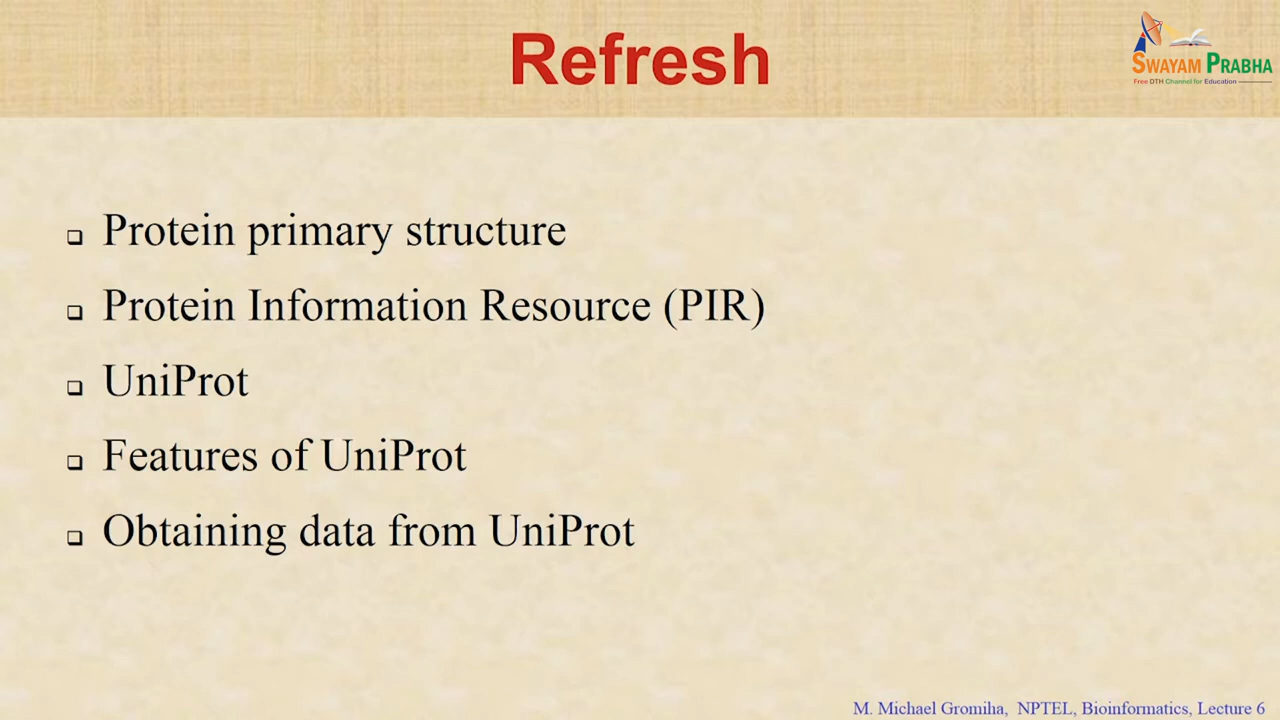 Refresh
SWAYAM PRABHA
Free DTH Channel for Education
Protein primary structure
Protein Information Resource (PIR)
UniProt
Features of UniProt
Obtaining data from UniProt
M. Michael Gromiha, NPTEL, Bioinformatics, Lecture 6